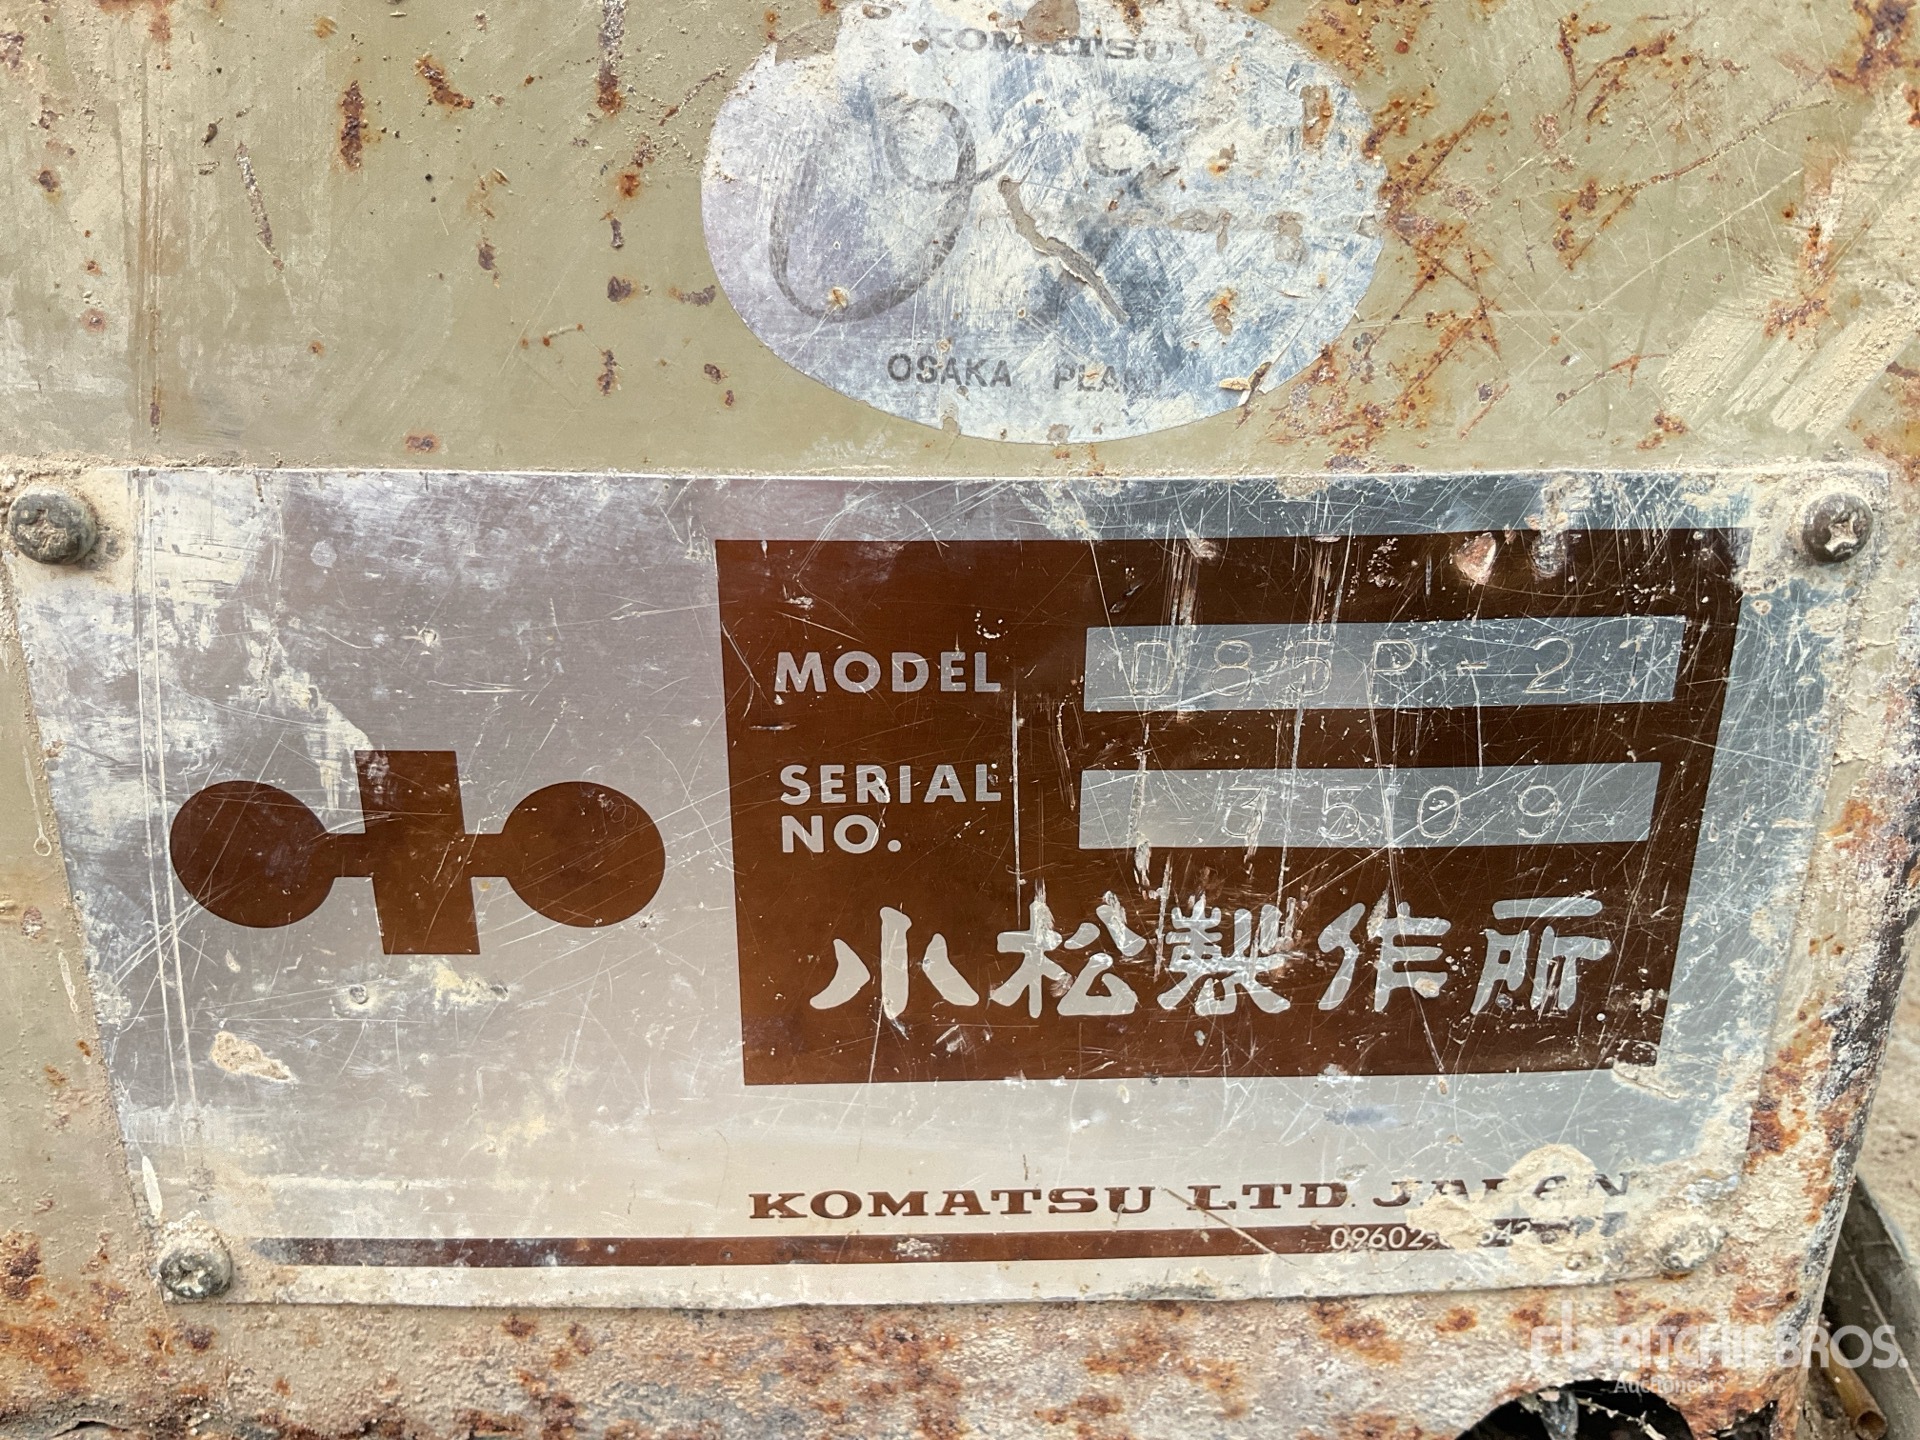 KOMATSU
OSAKA PLANT
MODEL D85P-21
SERIAL NO. 3509
小松製作所
KOMATSU LTD. JAPAN
RITCHIE BROS.
Auctioneers